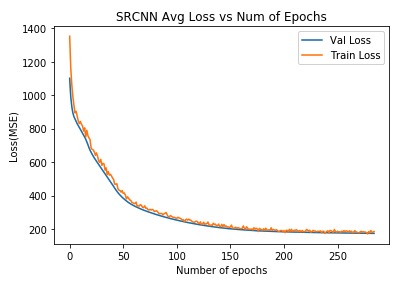 SRCNN Avg Loss vs Num of Epochs
Val Loss
Train Loss
Loss(MSE)
1400
1200
1000
800
600
400
200
0
50
100
150
200
250
Number of epochs